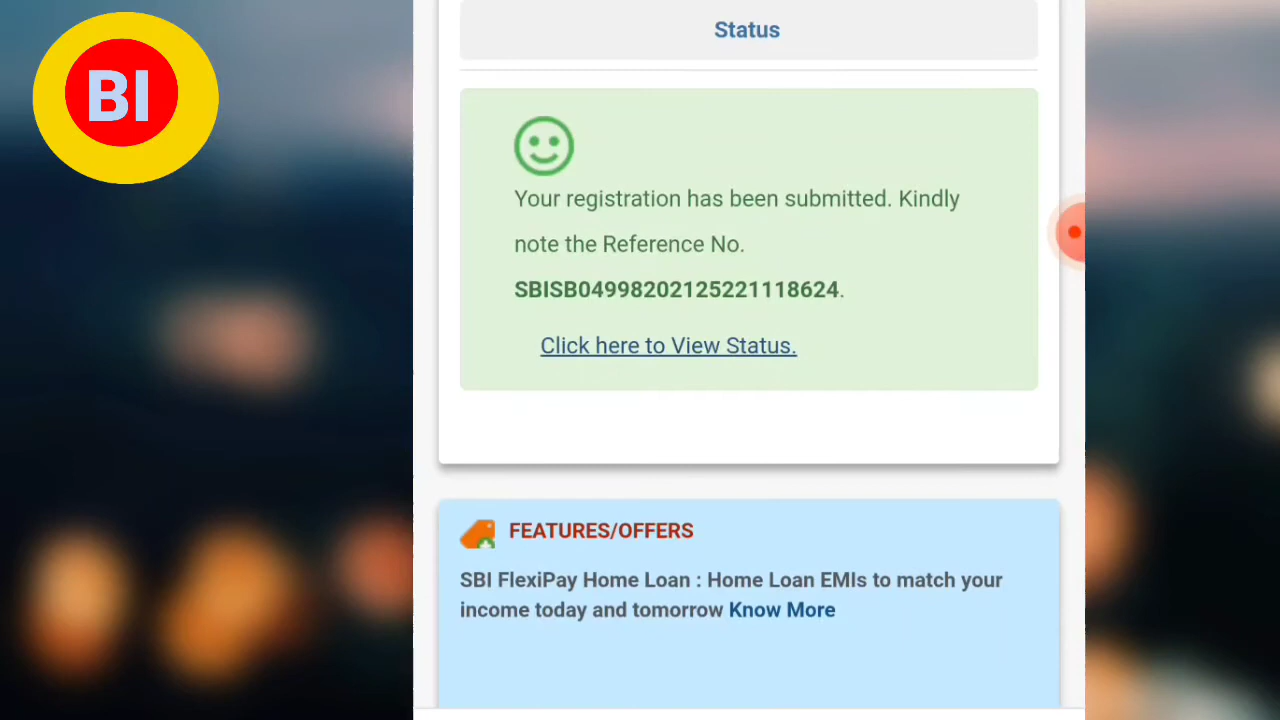 BI
Status
Your registration has been submitted. Kindly
note the Reference No.
SBISB04998202125221118624.
Click here to View Status.
FEATURES/OFFERS
SBI FlexiPay Home Loan : Home Loan EMIs to match your
income today and tomorrow Know More